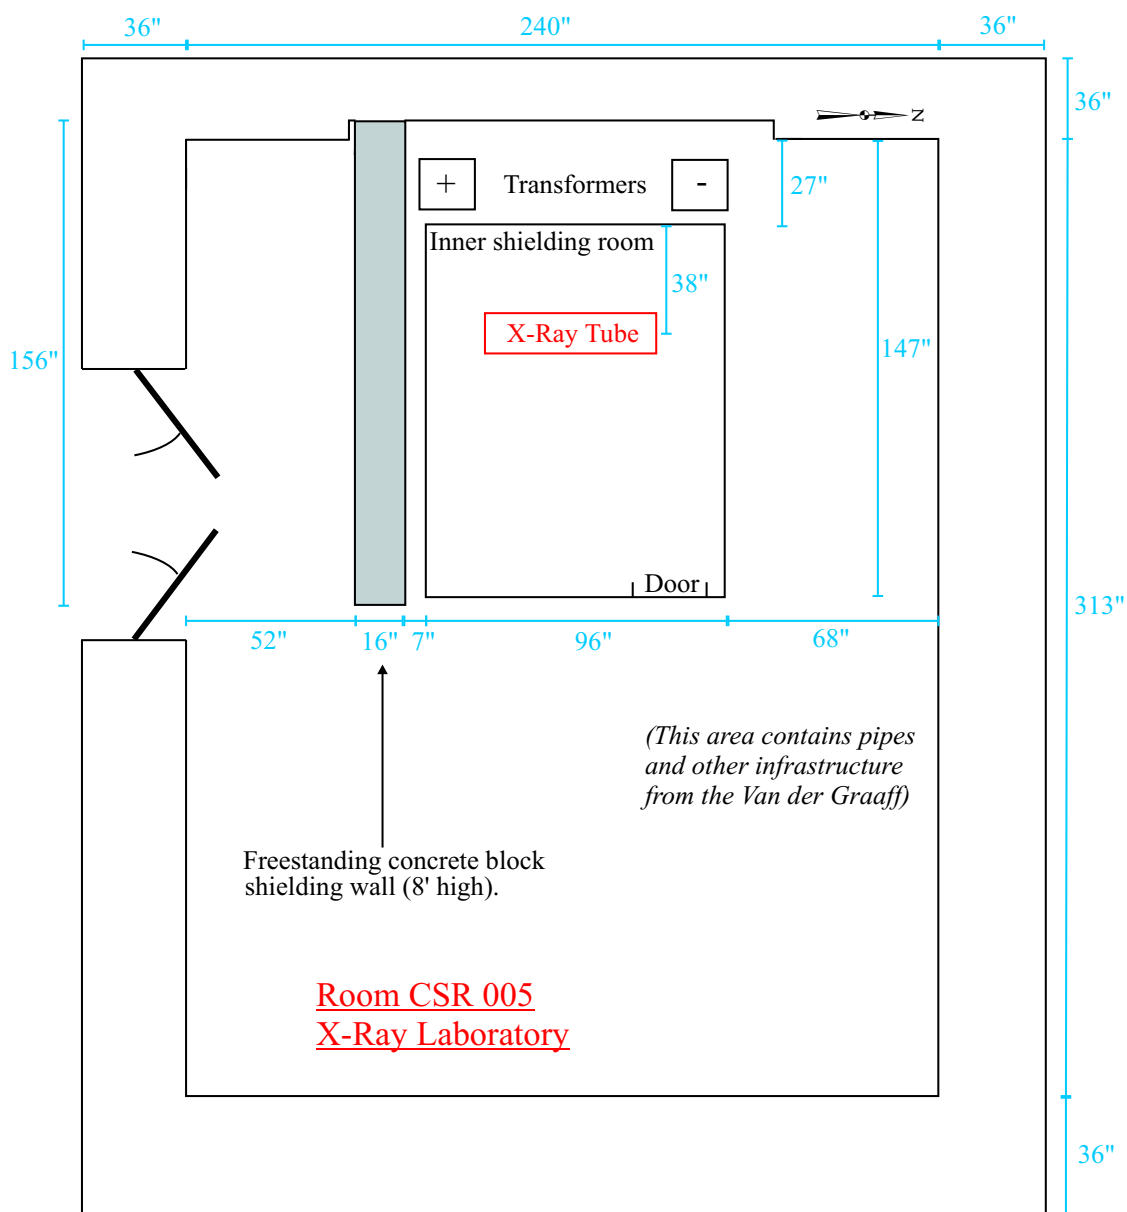 36"
240"
36"
36"
N
+
Transformers
-
27"
Inner shielding room
38"
X-Ray Tube
156"
147"
Door
313"
52"
16"
7"
96"
68"
(This area contains pipes
and other infrastructure
from the Van der Graaff)
Freestanding concrete block
shielding wall (8' high).
Room CSR 005
X-Ray Laboratory
36"